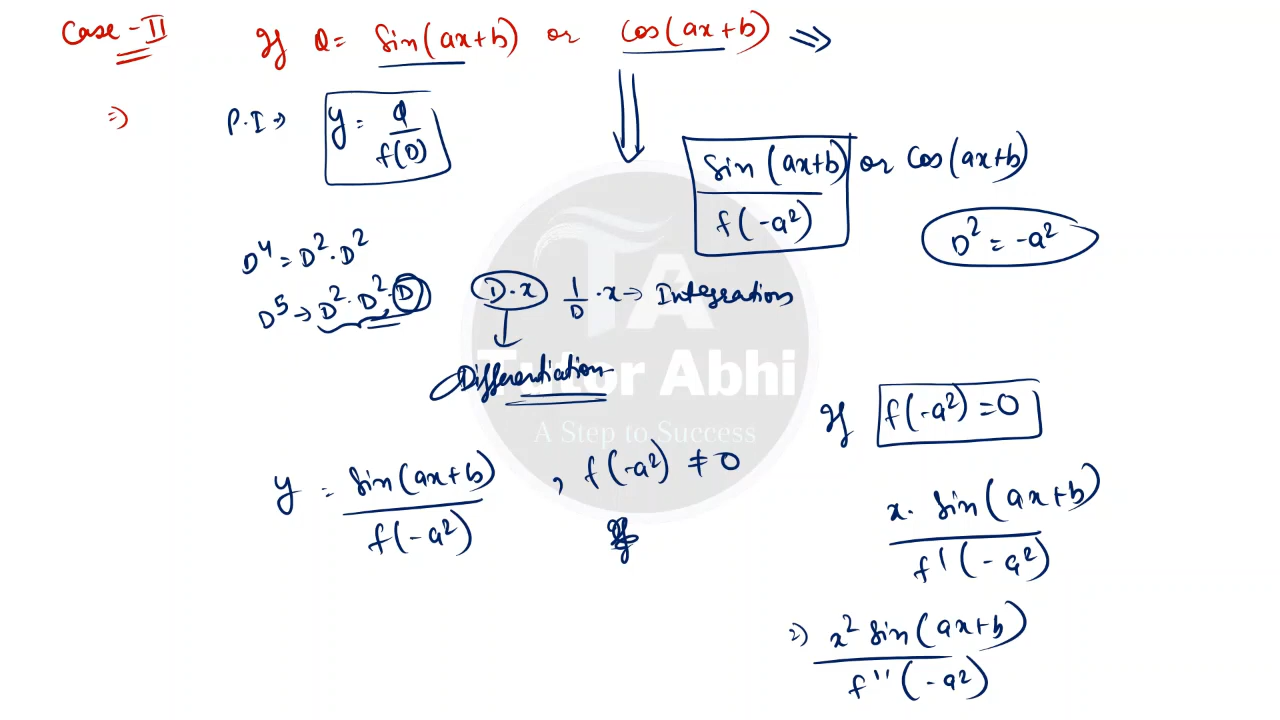 Case - II If Q = Sin(ax+b) or Cos(ax+b) ⇒
⇒ P.I → y = Q / f(D)
Sin(ax+b) / f(-a²) or Cos(ax+b)
D² = -a²
D⁴ = D² · D²
D⁵ → D² · D² · D
D · x 1/D · x → Integration
Differentiation
TA
Tutor Abhi
A Step to Success
y = Sin(ax+b) / f(-a²) , f(-a²) ≠ 0
If f(-a²) = 0
x · Sin(ax+b) / f'(-a²)
⇒ x² Sin(ax+b) / f''(-a²)